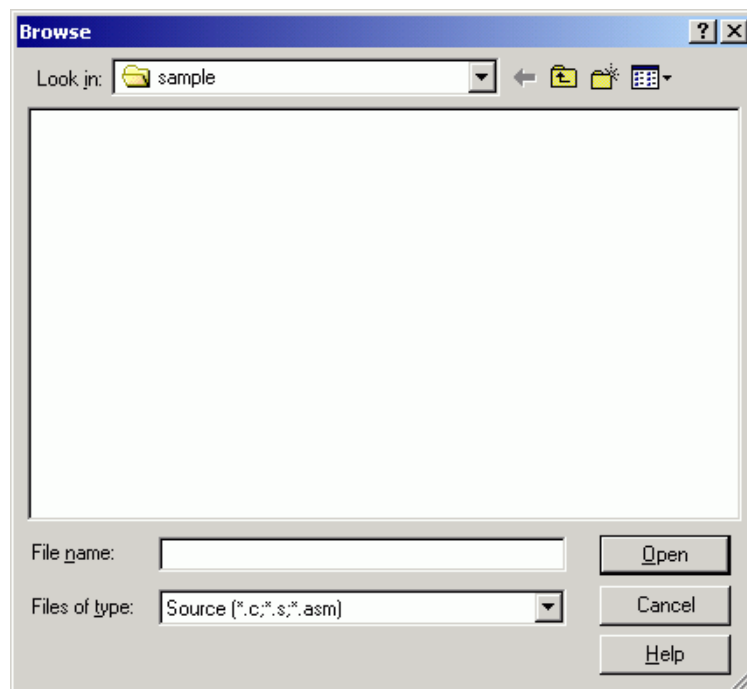 Browse
Look in: sample
File name:
Open
Files of type: Source (*.c;*.s;*.asm)
Cancel
Help